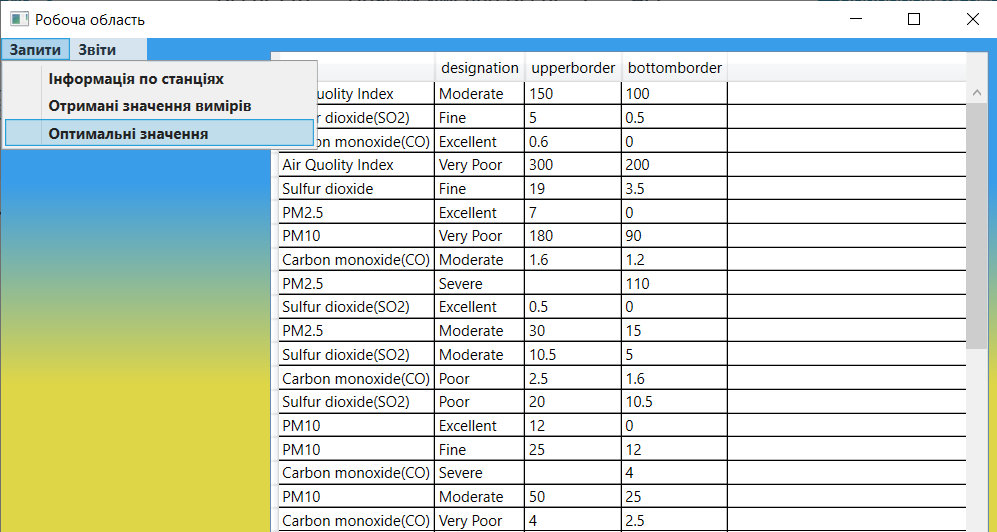 Робоча область
Запити Звіти
Інформація по станціях
Отримані значення вимірів
Оптимальні значення
designation upperborder bottomborder
Quolity Index Moderate 150 100
dioxide(SO2) Fine 5 0.5
monoxide(CO) Excellent 0.6 0
Air Quolity Index Very Poor 300 200
Sulfur dioxide Fine 19 3.5
PM2.5 Excellent 7 0
PM10 Very Poor 180 90
Carbon monoxide(CO) Moderate 1.6 1.2
PM2.5 Severe 110
Sulfur dioxide(SO2) Excellent 0.5 0
PM2.5 Moderate 30 15
Sulfur dioxide(SO2) Moderate 10.5 5
Carbon monoxide(CO) Poor 2.5 1.6
Sulfur dioxide(SO2) Poor 20 10.5
PM10 Excellent 12 0
PM10 Fine 25 12
Carbon monoxide(CO) Severe 4
PM10 Moderate 50 25
Carbon monoxide(CO) Very Poor 4 2.5